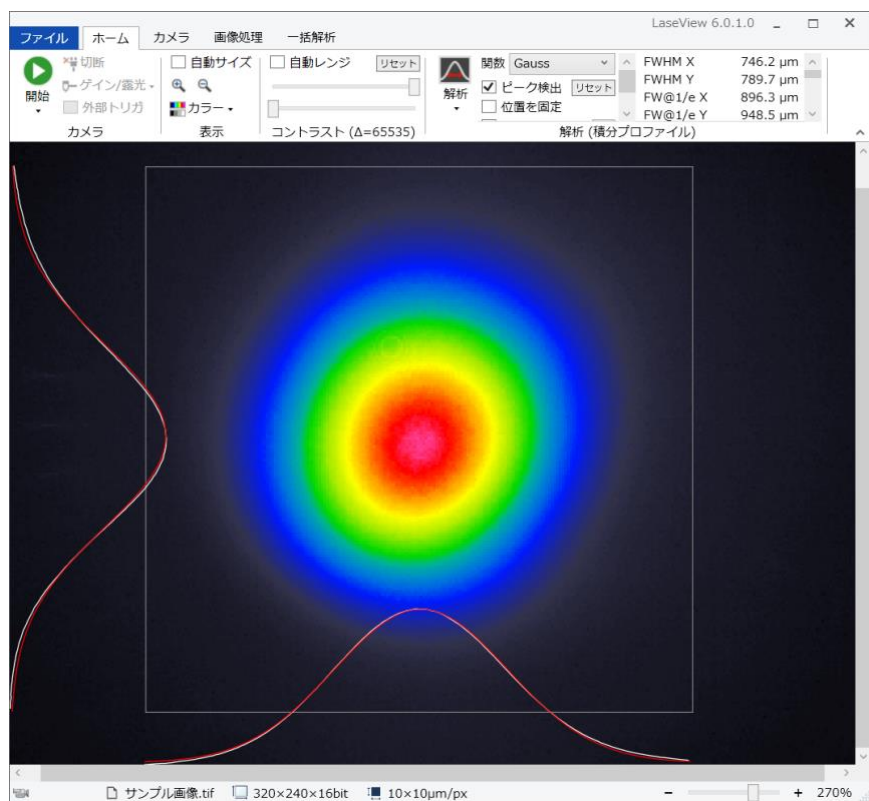 LaseView 6.0.1.0
ファイル ホーム カメラ 画像処理 一括解析
開始
切断
ゲイン/露光
外部トリガ
カメラ
自動サイズ
カラー
表示
自動レンジ リセット
コントラスト (Δ=65535)
解析
関数 Gauss
ピーク検出 リセット
位置を固定
FWHM X 746.2 µm
FWHM Y 789.7 µm
FW@1/e X 896.3 µm
FW@1/e Y 948.5 µm
解析 (積分プロファイル)
サンプル画像.tif 320×240×16bit 10×10µm/px 270%